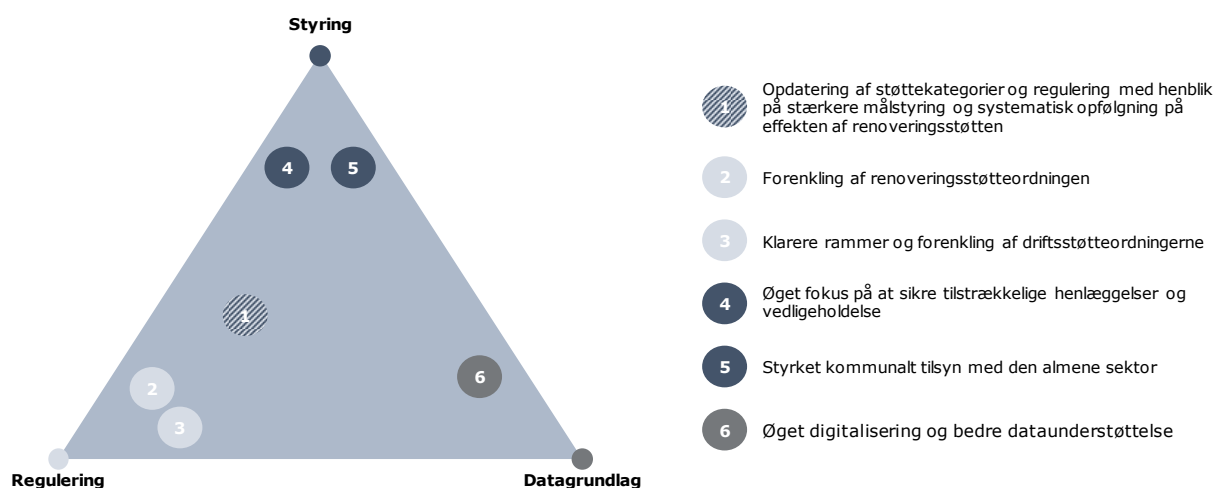 Styring
4
5
1
2
3
6
Regulering
Datagrundlag
1
Opdatering af støttekategorier og regulering med henblik
på stærkere målstyring og systematisk opfølgning på
effekten af renoveringsstøtten
2
Forenkling af renoveringsstøtteordningen
3
Klarere rammer og forenkling af driftsstøtteordningerne
4
Øget fokus på at sikre tilstrækkelige henlæggelser og
vedligeholdelse
5
Styrket kommunalt tilsyn med den almene sektor
6
Øget digitalisering og bedre dataunderstøttelse